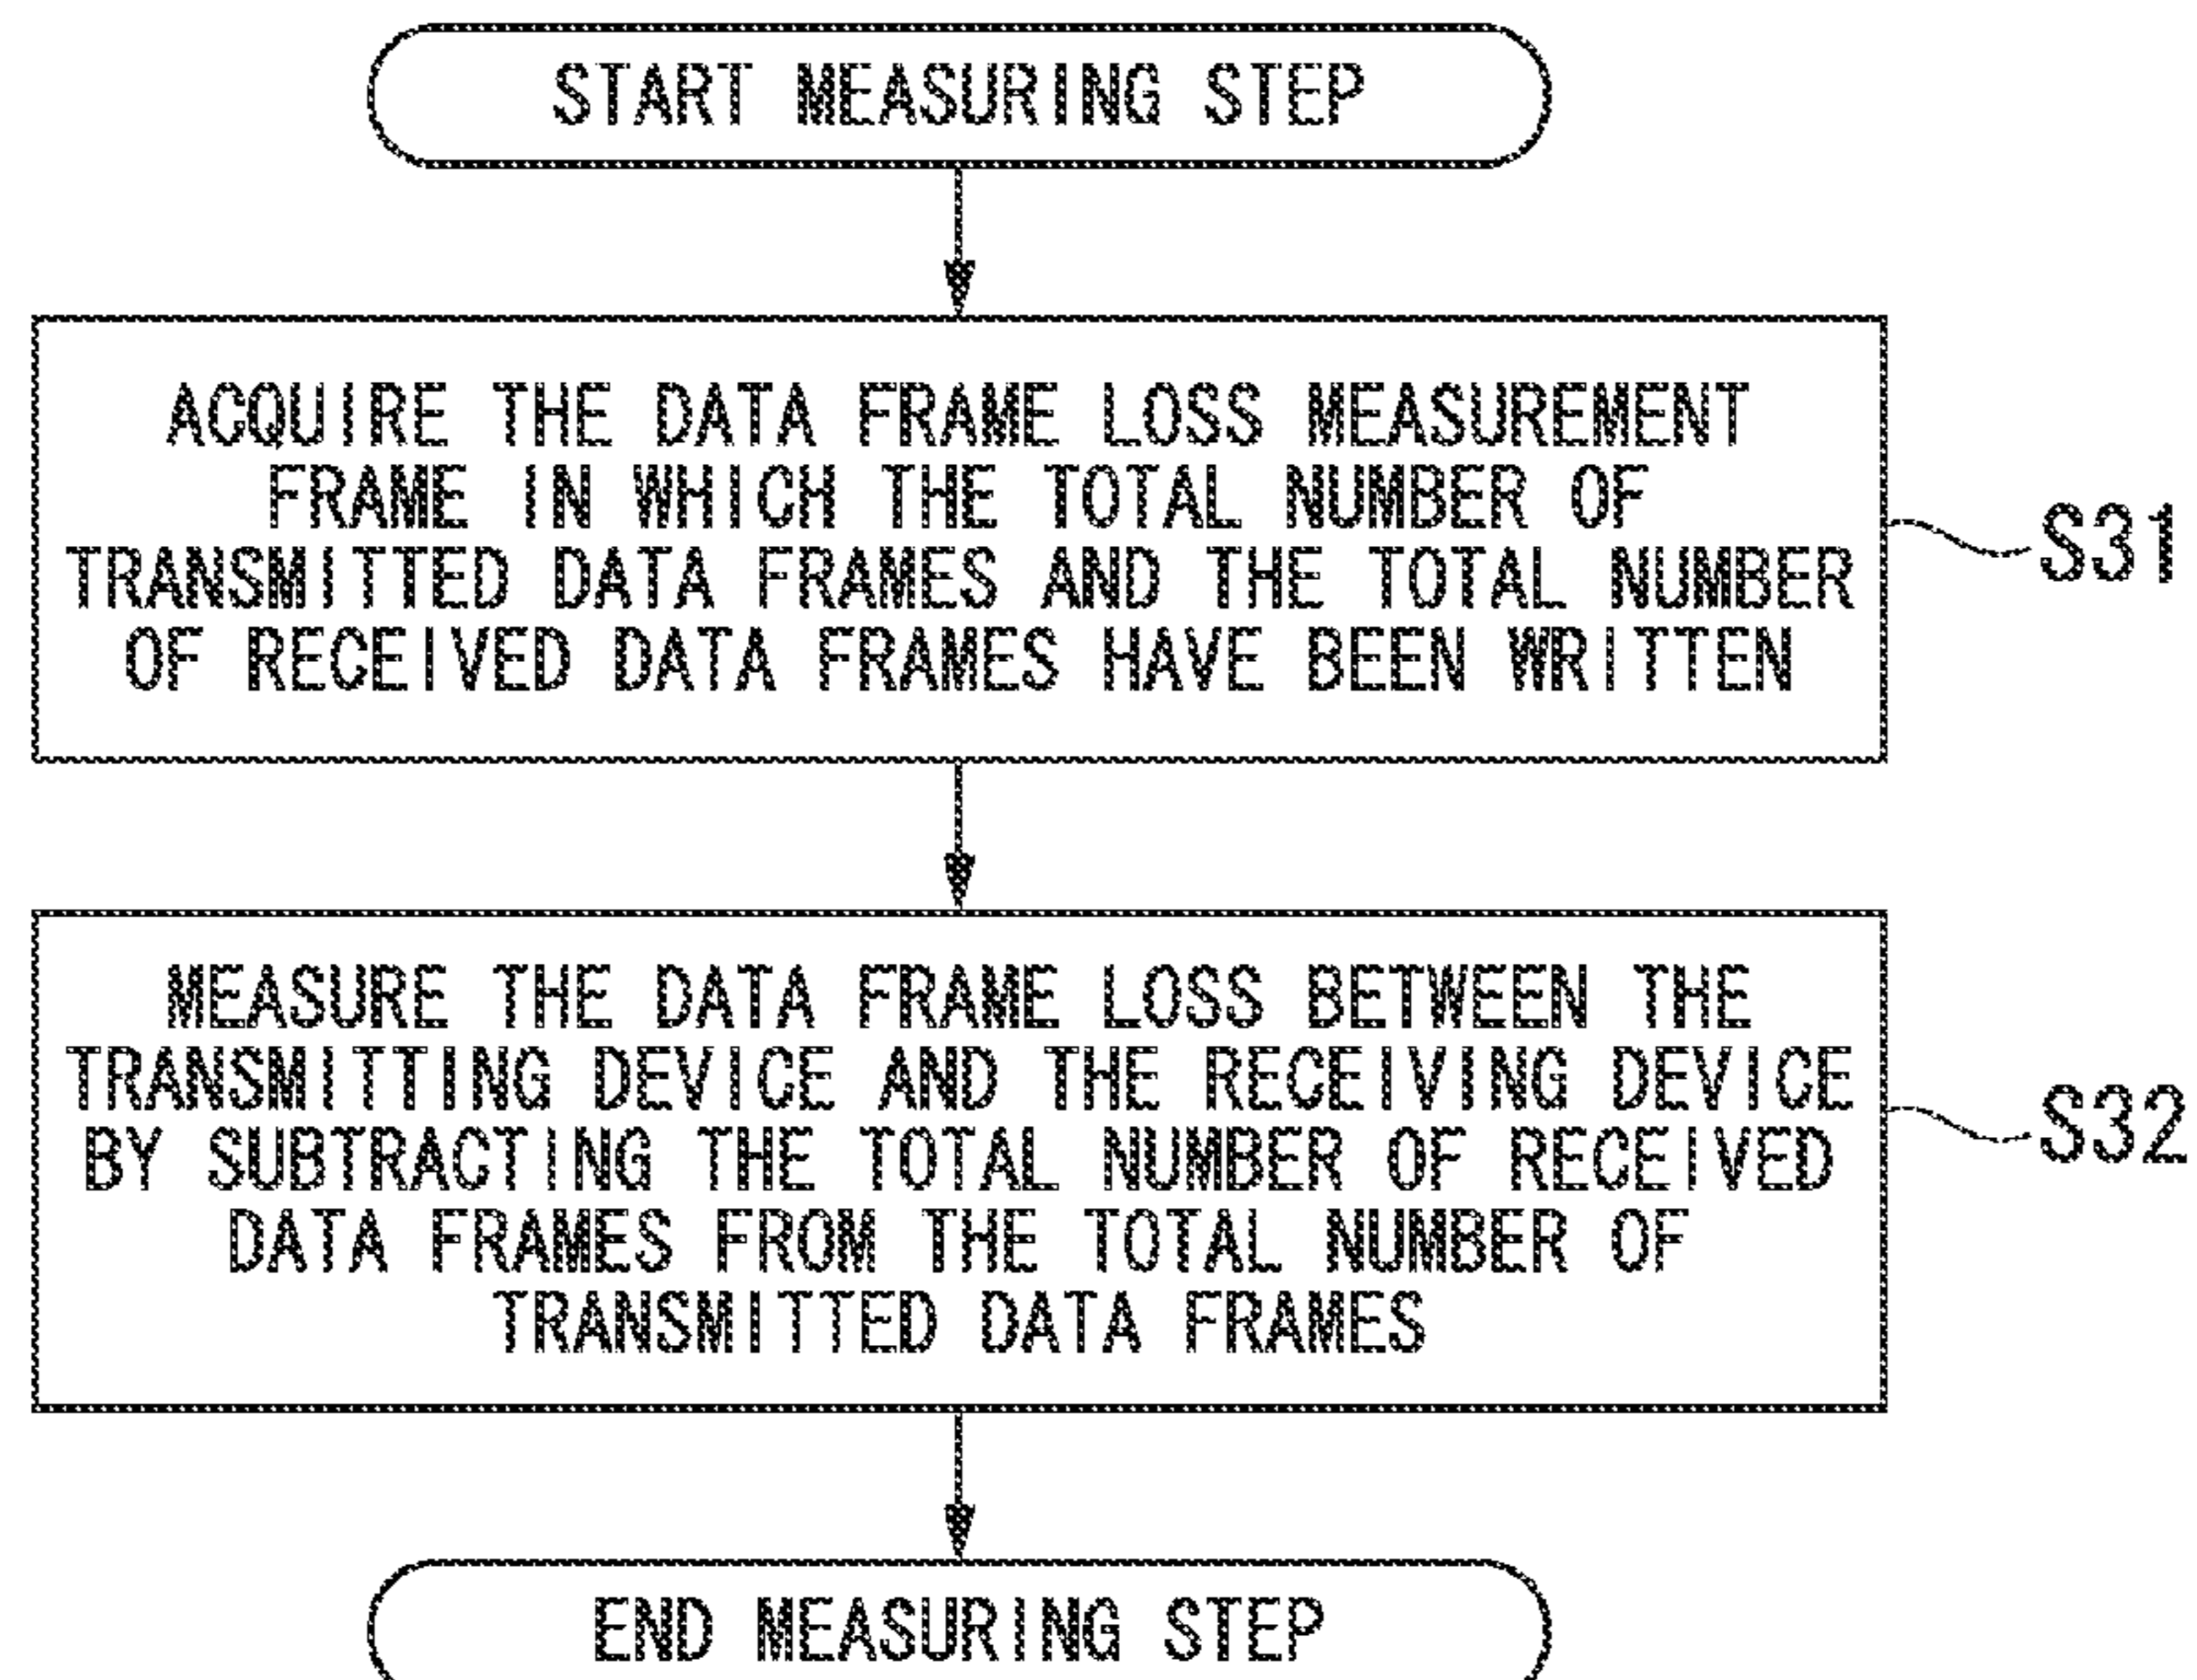 START MEASURING STEP
ACQUIRE THE DATA FRAME LOSS MEASUREMENT
FRAME IN WHICH THE TOTAL NUMBER OF
TRANSMITTED DATA FRAMES AND THE TOTAL NUMBER
OF RECEIVED DATA FRAMES HAVE BEEN WRITTEN
S31
MEASURE THE DATA FRAME LOSS BETWEEN THE
TRANSMITTING DEVICE AND THE RECEIVING DEVICE
BY SUBTRACTING THE TOTAL NUMBER OF RECEIVED
DATA FRAMES FROM THE TOTAL NUMBER OF
TRANSMITTED DATA FRAMES
S32
END MEASURING STEP